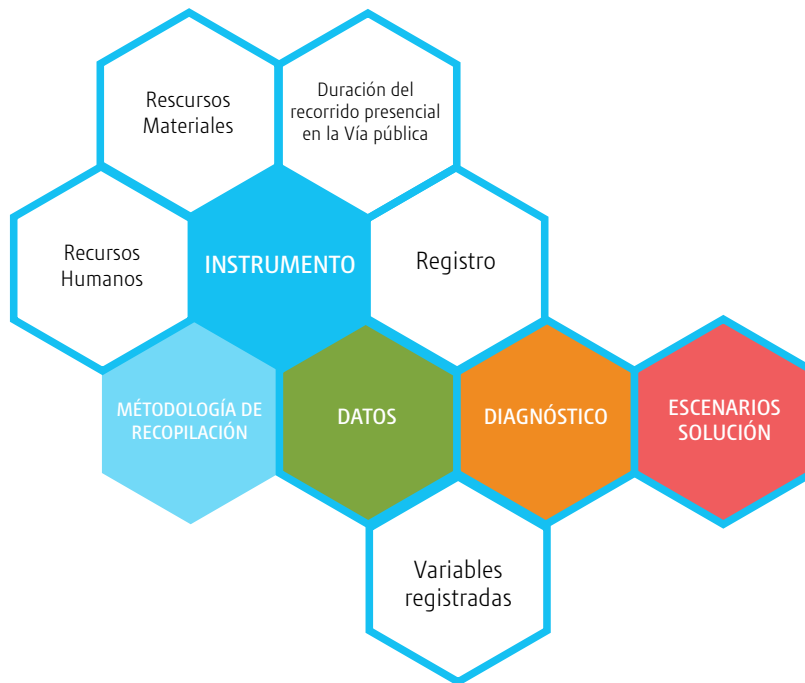 Rescursos
Materiales
Duración del
recorrido presencial
en la Vía pública
Recursos
Humanos
INSTRUMENTO
Registro
MÉTODOLOGÍA DE
RECOPILACIÓN
DATOS
DIAGNÓSTICO
ESCENARIOS
SOLUCIÓN
Variables
registradas